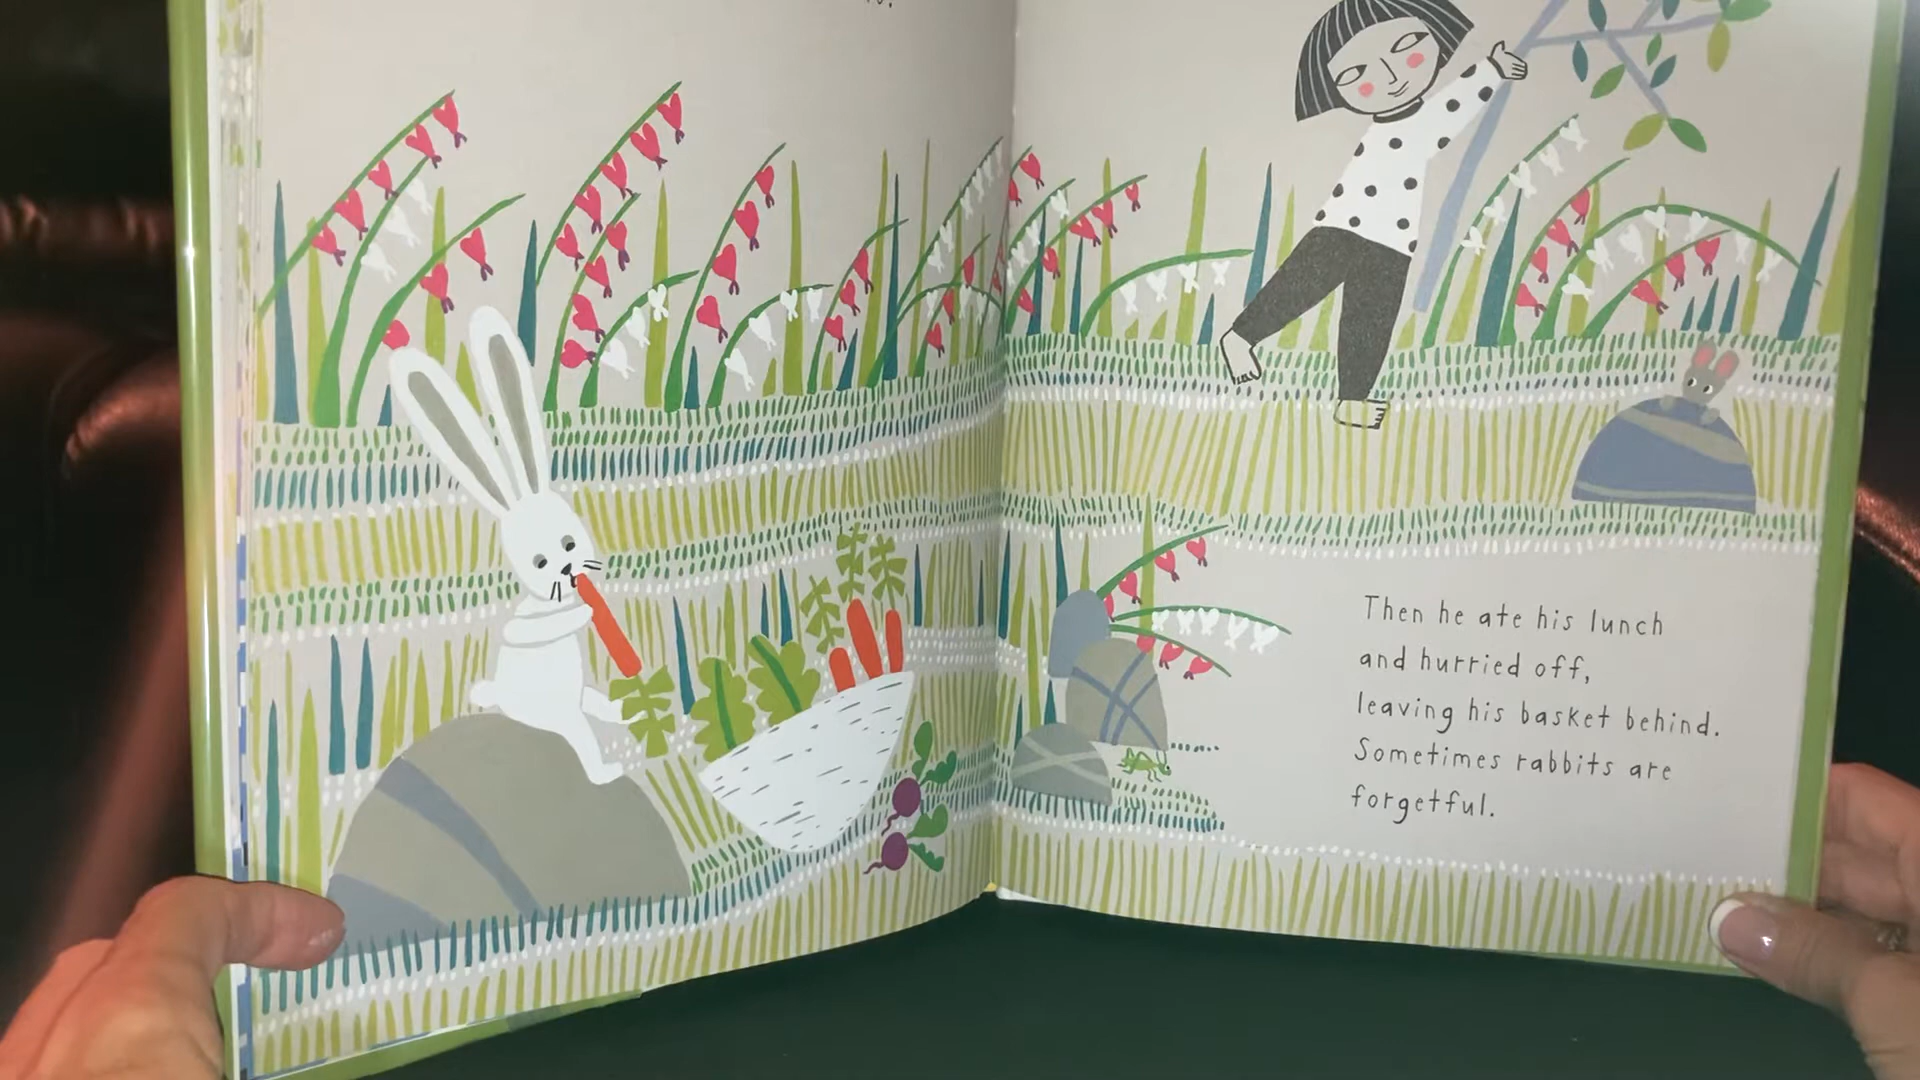 Then he ate his lunch
and hurried off,
leaving his basket behind.
Sometimes rabbits are
forgetful.